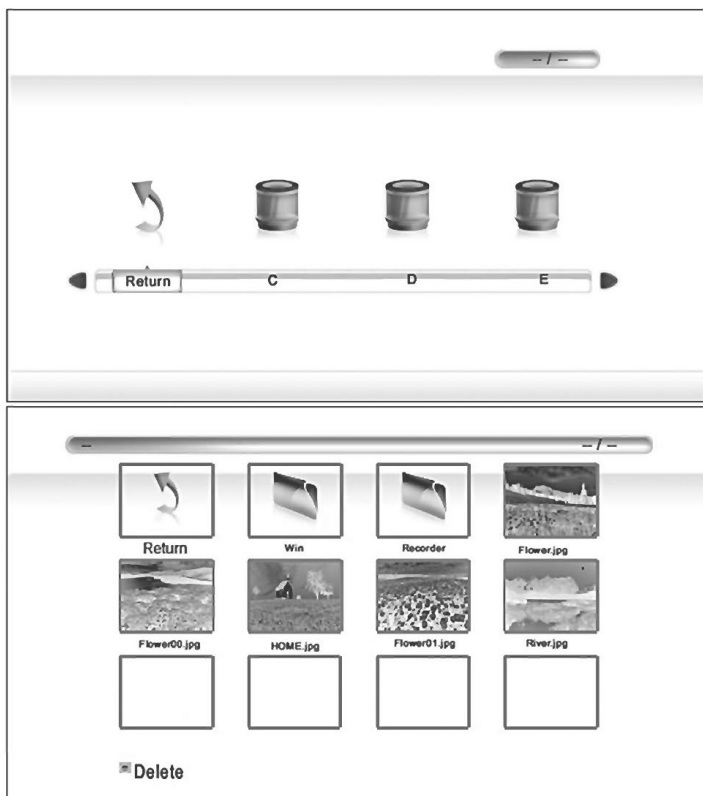 -- / --
Return C D E
-- -- / --
Return Win Recorder Flower.jpg
Flower00.jpg HOME.jpg Flower01.jpg River.jpg
Delete